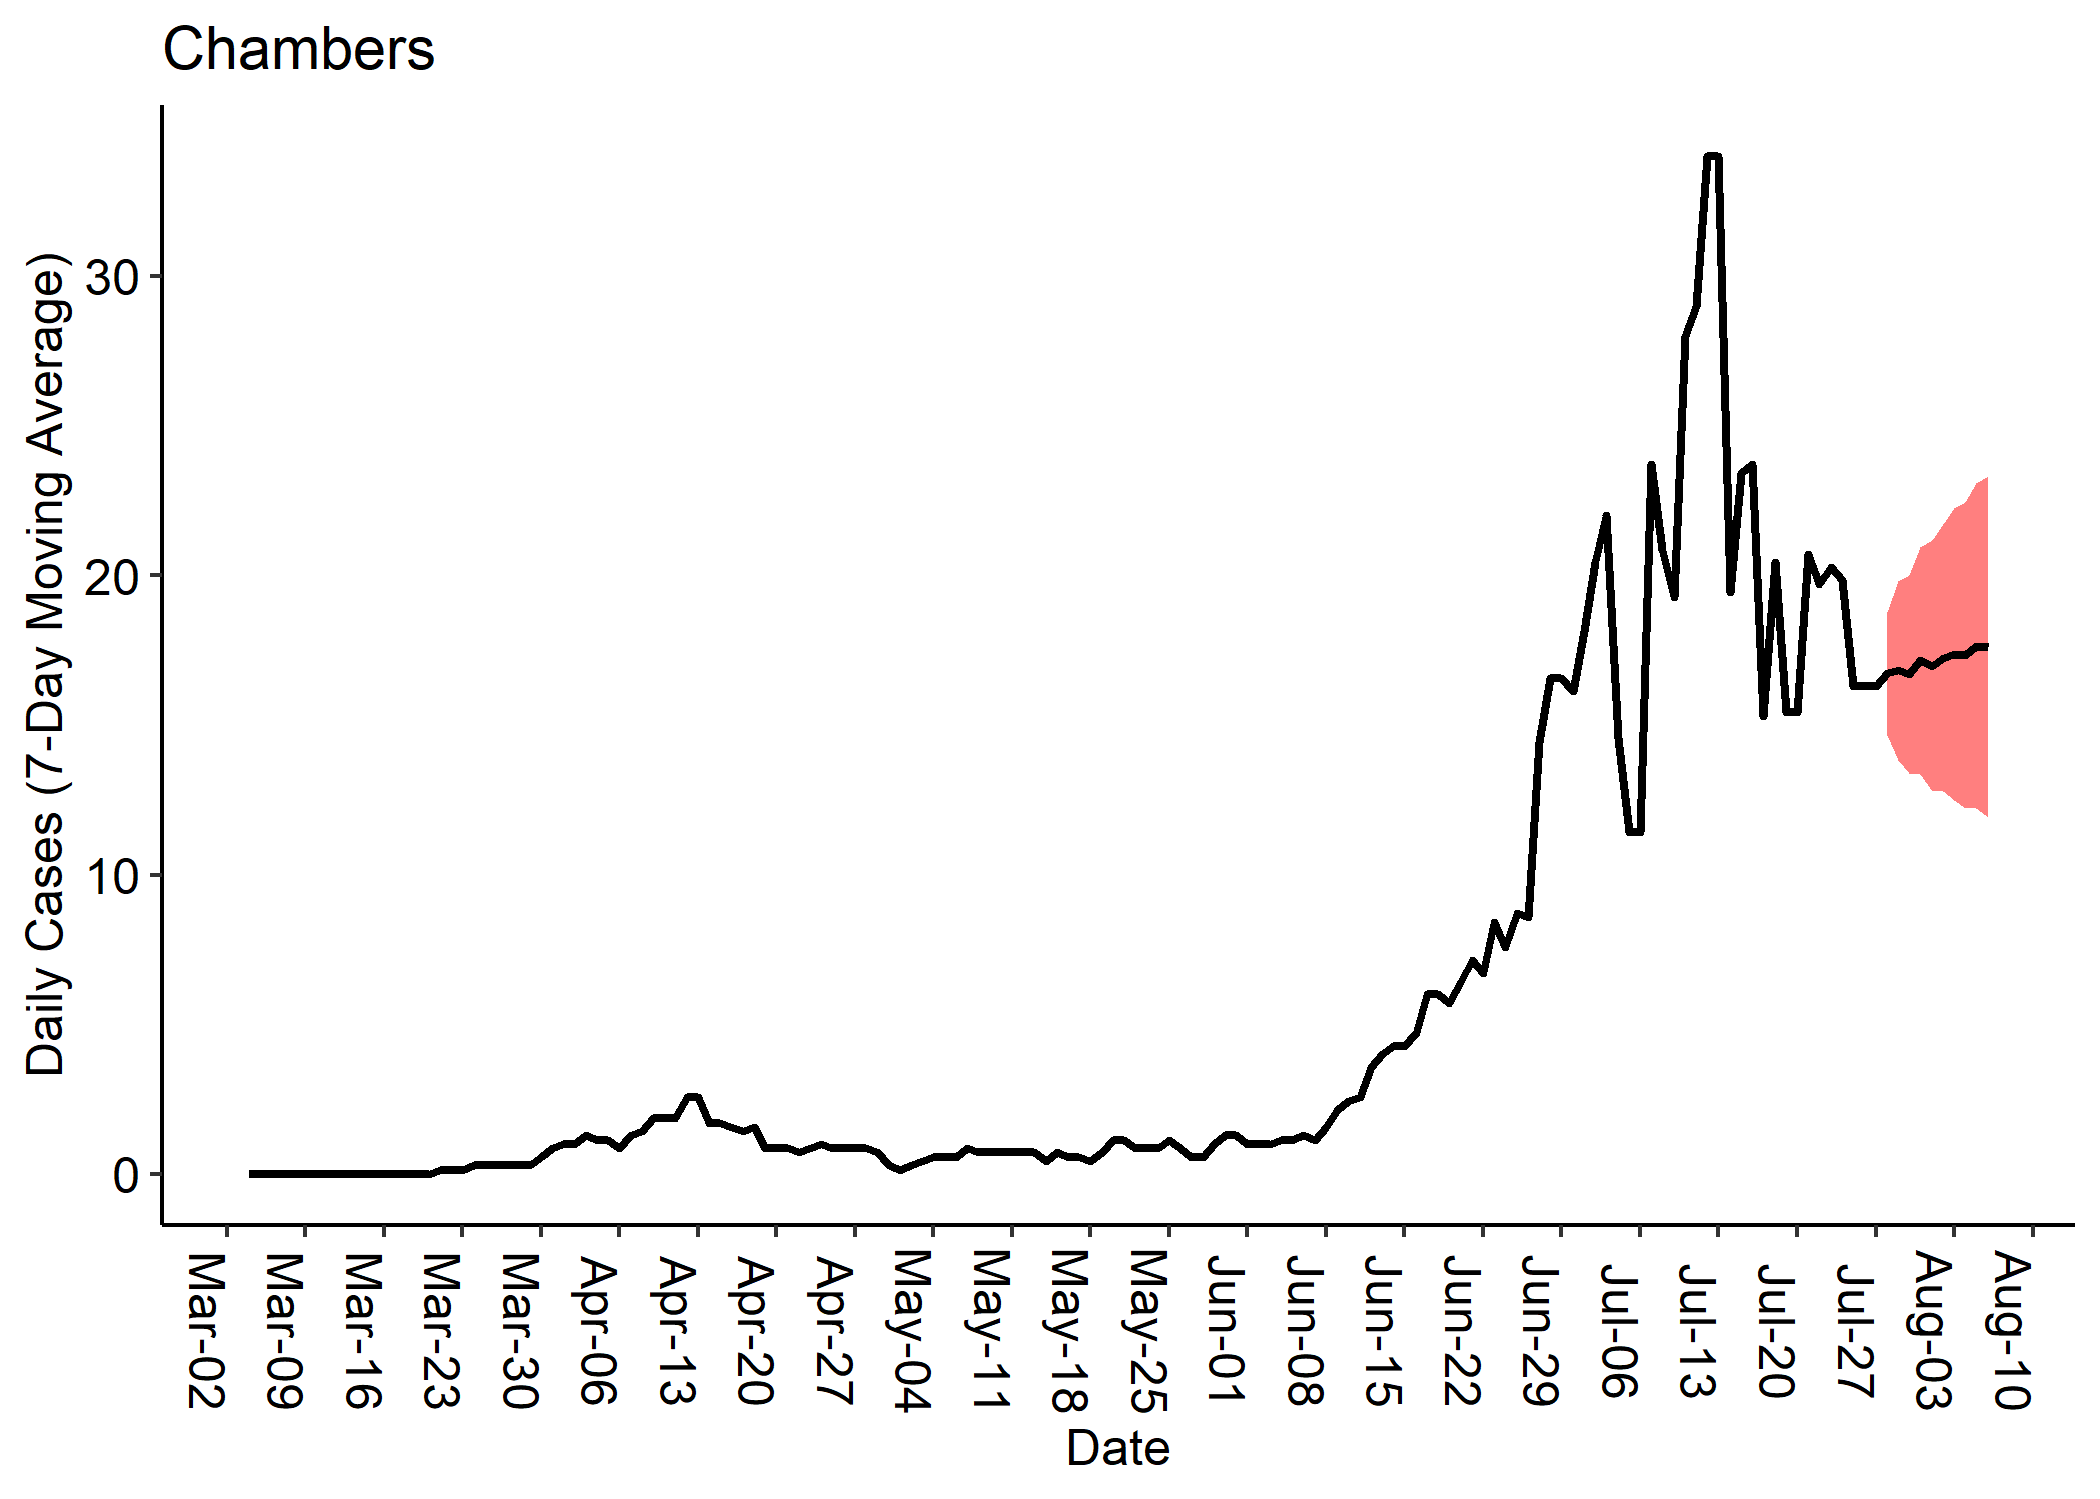 Chambers
Daily Cases (7-Day Moving Average)
30
20
10
0
Mar-02
Mar-09
Mar-16
Mar-23
Mar-30
Apr-06
Apr-13
Apr-20
Apr-27
May-04
May-11
May-18
May-25
Jun-01
Jun-08
Jun-15
Jun-22
Jun-29
Jul-06
Jul-13
Jul-20
Jul-27
Aug-03
Aug-10
Date